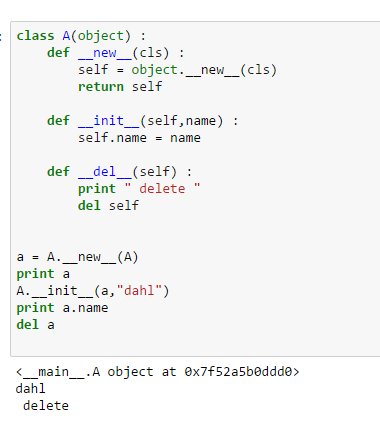 class A(object) :
    def __new__(cls) :
        self = object.__new__(cls)
        return self

    def __init__(self,name) :
        self.name = name

    def __del__(self) :
        print " delete "
        del self


a = A.__new__(A)
print a
A.__init__(a,"dahl")
print a.name
del a

<__main__.A object at 0x7f52a5b0ddd0>
dahl
 delete